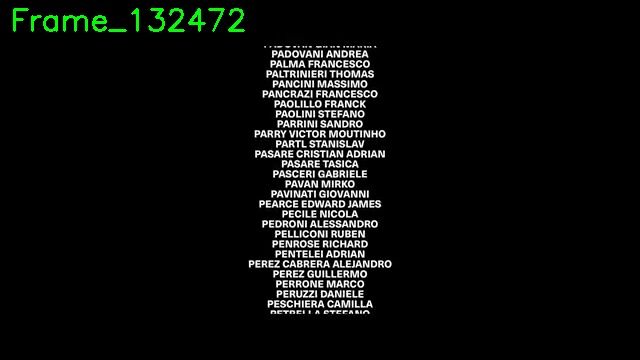 Frame_132472
PADOVANI ANDREA
PALMA FRANCESCO
PALTRINIERI THOMAS
PANCINI MASSIMO
PANCRAZI FRANCESCO
PAOLILLO FRANCK
PAOLINI STEFANO
PARRINI SANDRO
PARRY VICTOR MOUTINHO
PARTL STANISLAV
PASARE CRISTIAN ADRIAN
PASARE TASICA
PASCERI GABRIELE
PAVAN MIRKO
PAVINATI GIOVANNI
PEARCE EDWARD JAMES
PECILE NICOLA
PEDRONI ALESSANDRO
PELLICONI RUBEN
PENROSE RICHARD
PENTELEI ADRIAN
PEREZ CABRERA ALEJANDRO
PEREZ GUILLERMO
PERRONE MARCO
PERUZZI DANIELE
PESCHIERA CAMILLA
PETRELLA STEFANO